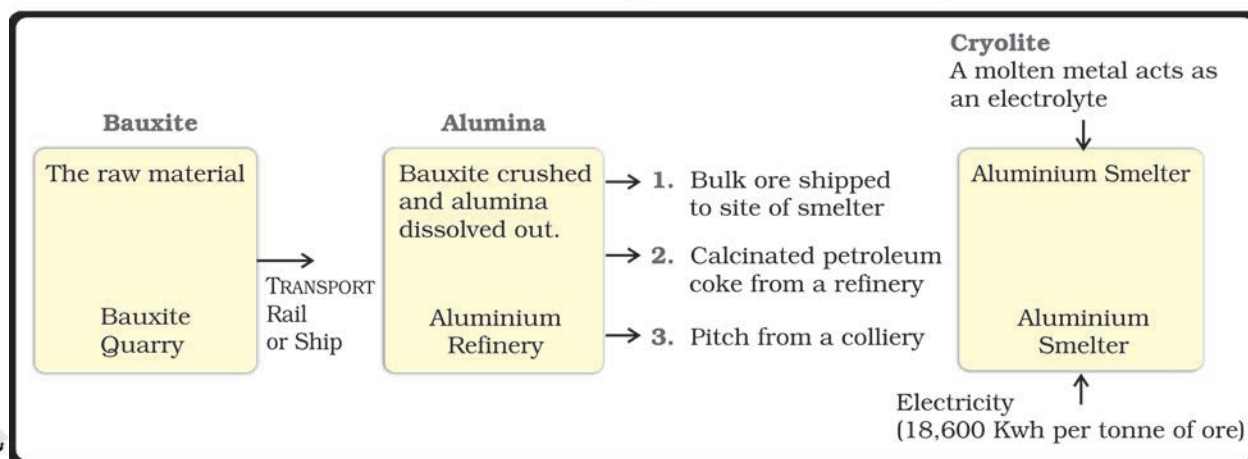 Bauxite
The raw material
Bauxite
Quarry
TRANSPORT
Rail
or Ship
Alumina
Bauxite crushed
and alumina
dissolved out.
Aluminium
Refinery
1. Bulk ore shipped
to site of smelter
2. Calcinated petroleum
coke from a refinery
3. Pitch from a colliery
Cryolite
A molten metal acts as
an electrolyte
Aluminium Smelter
Aluminium
Smelter
Electricity
(18,600 Kwh per tonne of ore)